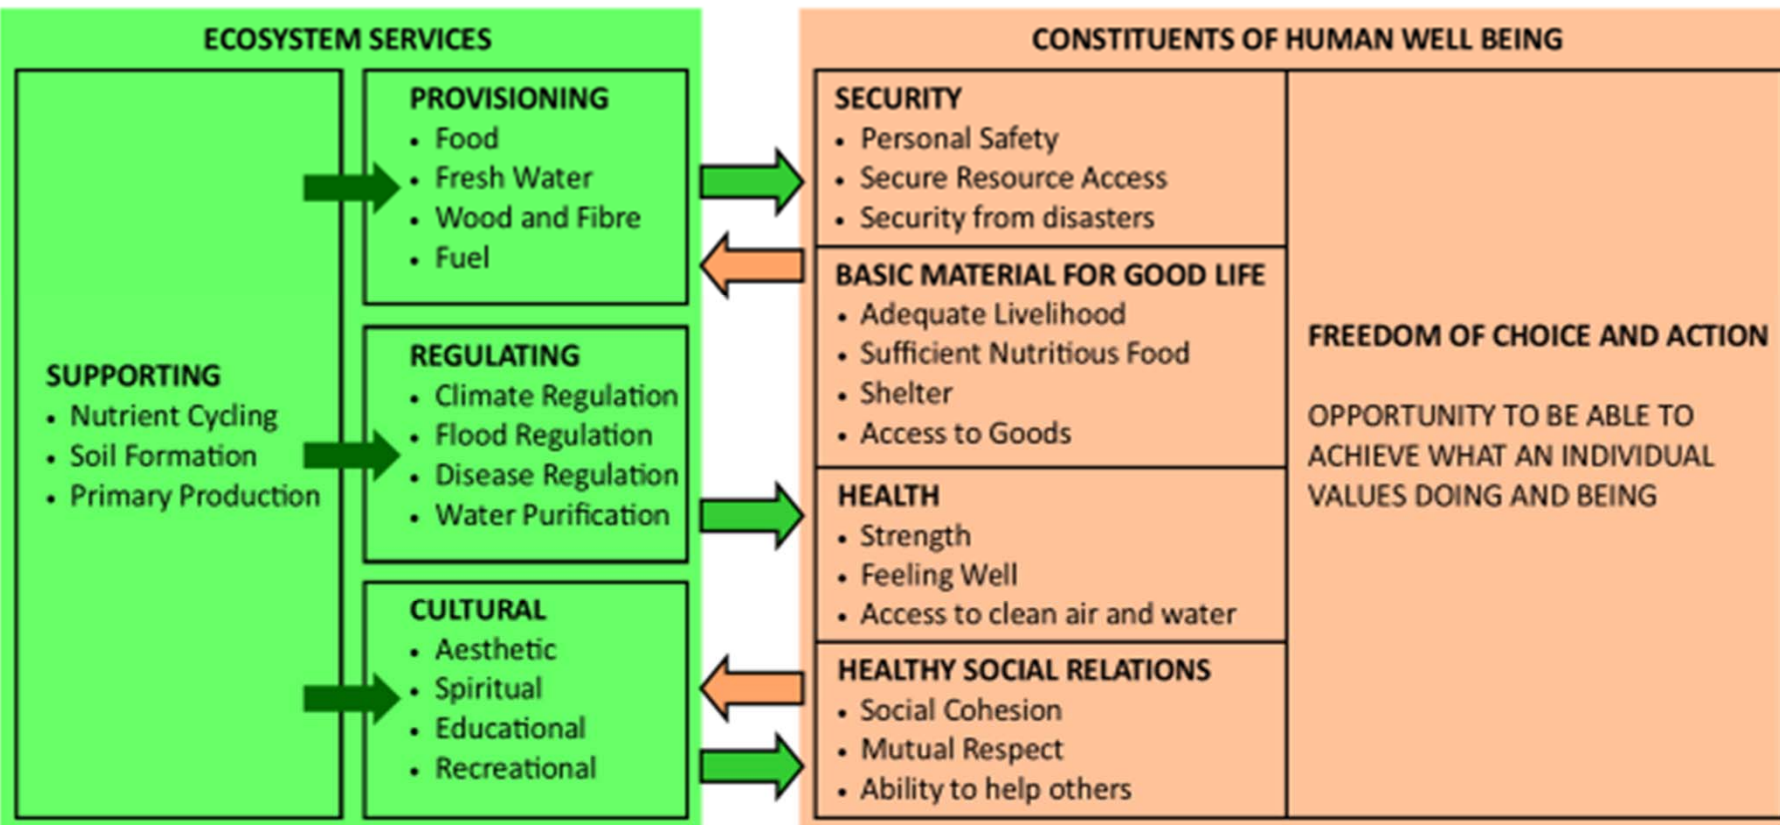 ECOSYSTEM SERVICES
SUPPORTING
• Nutrient Cycling
• Soil Formation
• Primary Production
PROVISIONING
• Food
• Fresh Water
• Wood and Fibre
• Fuel
REGULATING
• Climate Regulation
• Flood Regulation
• Disease Regulation
• Water Purification
CULTURAL
• Aesthetic
• Spiritual
• Educational
• Recreational
CONSTITUENTS OF HUMAN WELL BEING
SECURITY
• Personal Safety
• Secure Resource Access
• Security from disasters
BASIC MATERIAL FOR GOOD LIFE
• Adequate Livelihood
• Sufficient Nutritious Food
• Shelter
• Access to Goods
HEALTH
• Strength
• Feeling Well
• Access to clean air and water
HEALTHY SOCIAL RELATIONS
• Social Cohesion
• Mutual Respect
• Ability to help others
FREEDOM OF CHOICE AND ACTION
OPPORTUNITY TO BE ABLE TO
ACHIEVE WHAT AN INDIVIDUAL
VALUES DOING AND BEING